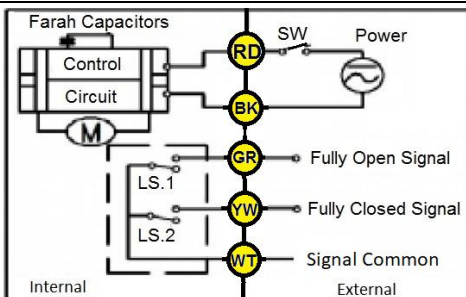 Farah Capacitors
Control
Circuit
M
LS.1
LS.2
Internal
RD
SW
Power
BK
GR
Fully Open Signal
YW
Fully Closed Signal
WT
Signal Common
External